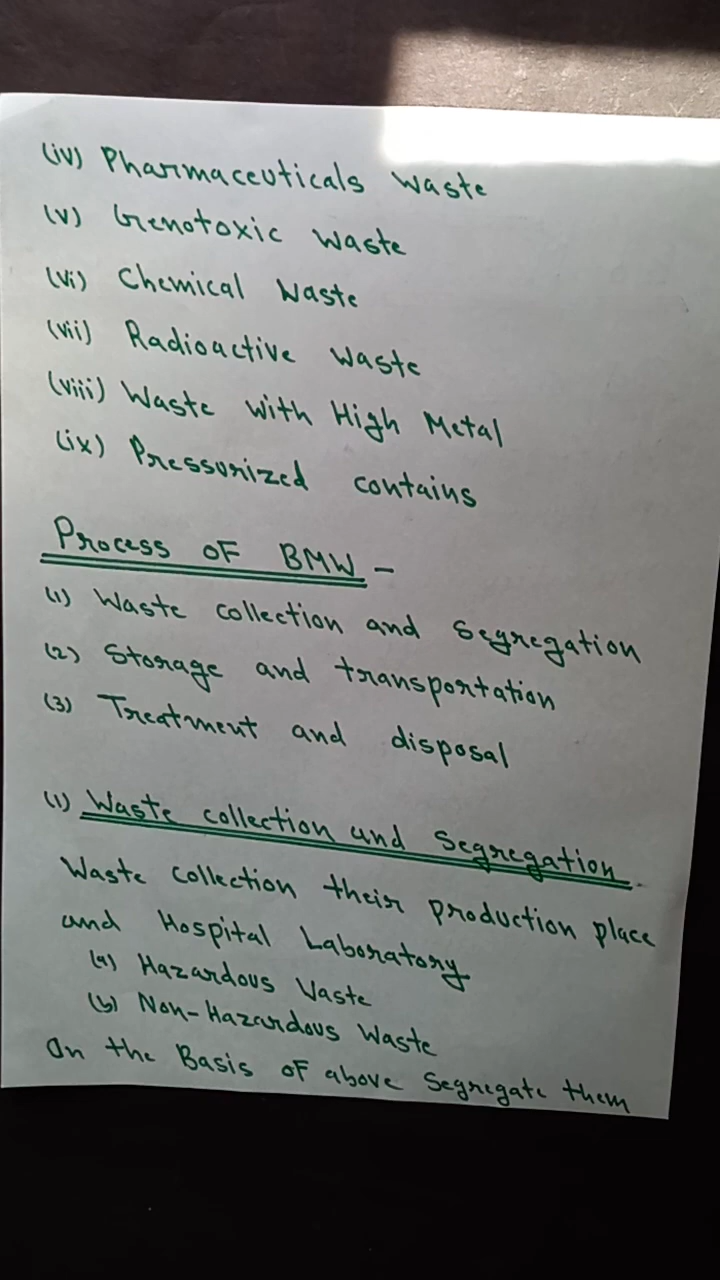 (iv) Pharmaceuticals waste
(v) Genotoxic waste
(vi) Chemical Waste
(vii) Radioactive waste
(viii) Waste with High Metal
(ix) Pressurized contains
Process of BMW -
(1) Waste collection and segregation
(2) Storage and transportation
(3) Treatment and disposal
(1) Waste collection and segregation.
Waste collection their production place
and Hospital Laboratory
(a) Hazardous Waste
(b) Non-Hazardous Waste
On the Basis of above Segregate them